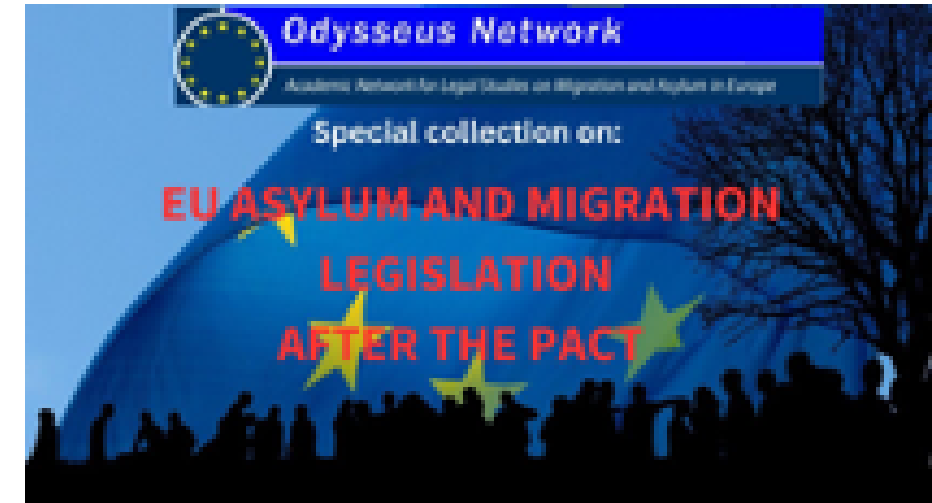 Odysseus Network
Academic Network for Legal Studies on Migration and Asylum in Europe
Special collection on:
EU ASYLUM AND MIGRATION
LEGISLATION
AFTER THE PACT